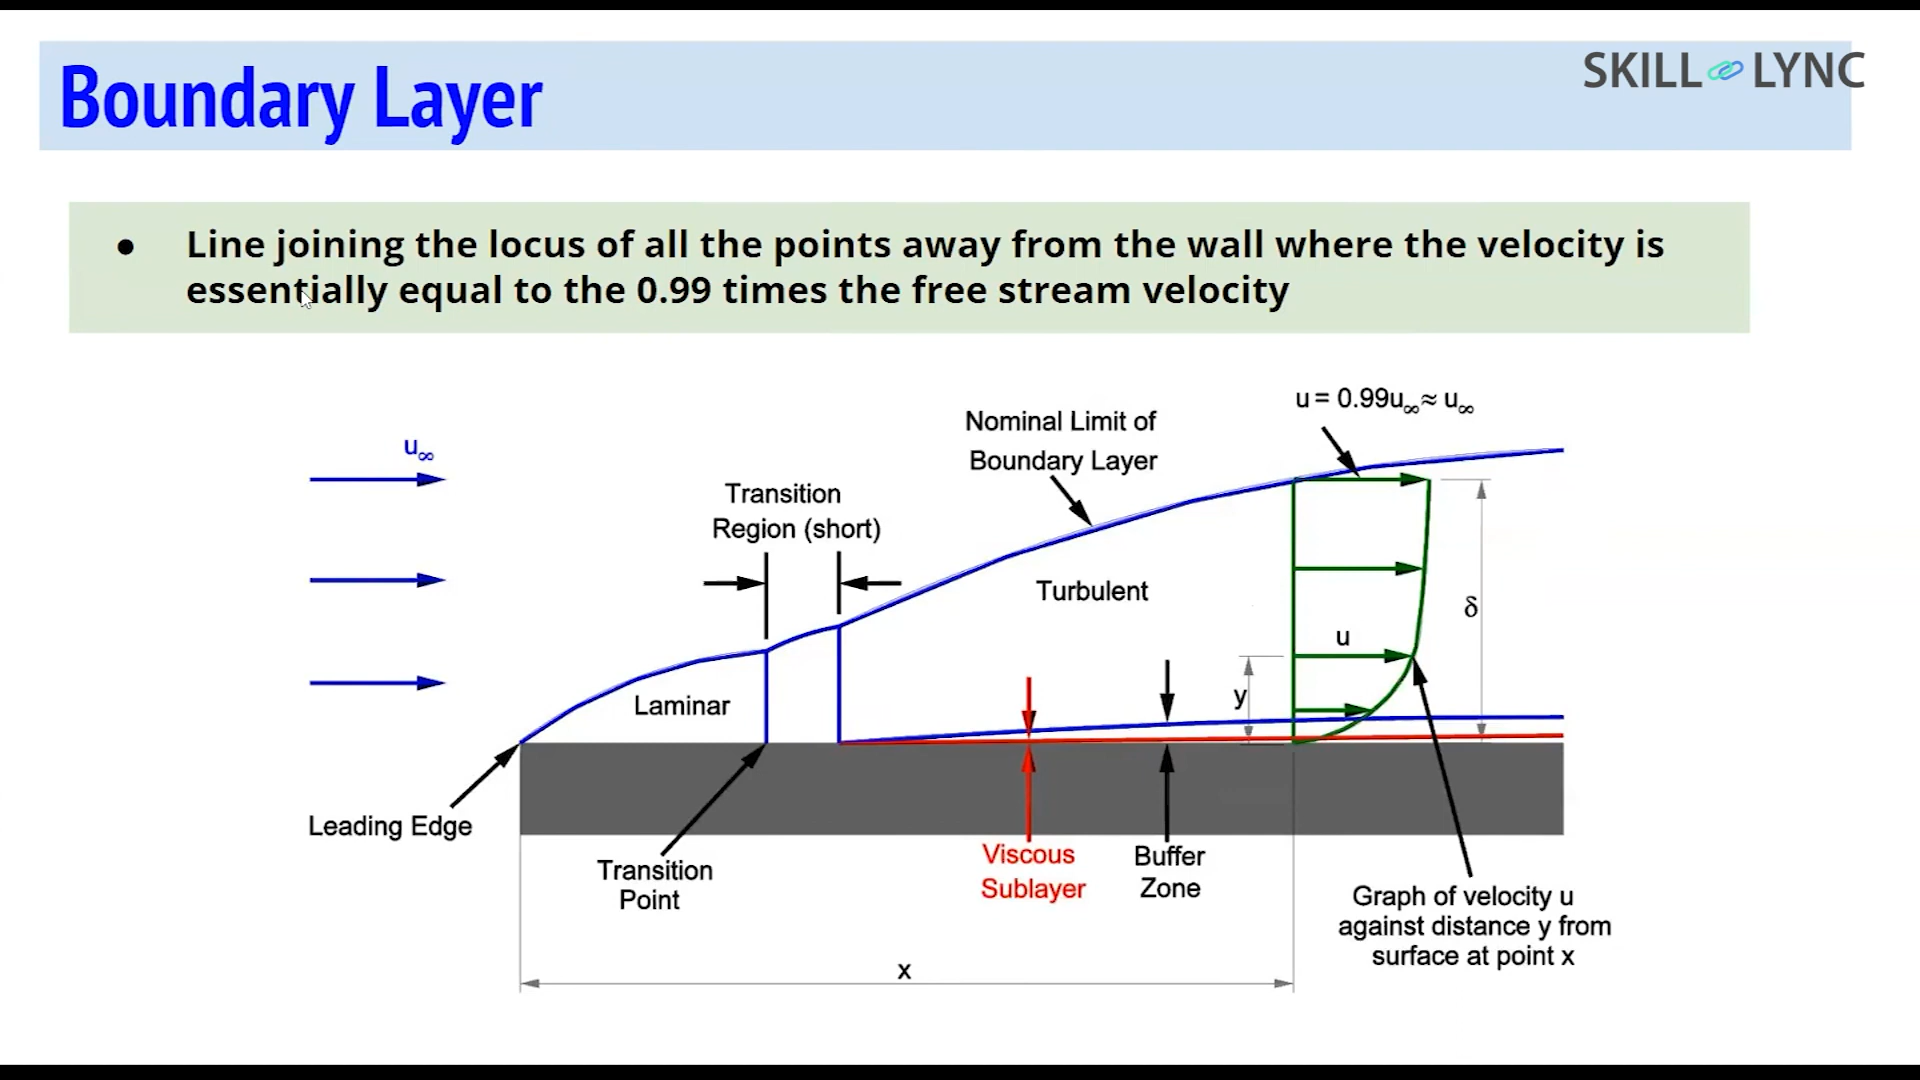 SKILL LYNC
Boundary Layer
● Line joining the locus of all the points away from the wall where the velocity is
essentially equal to the 0.99 times the free stream velocity
u = 0.99u∞ ≈ u∞
Nominal Limit of
Boundary Layer
u∞
Transition
Region (short)
Turbulent
δ
u
y
Laminar
Leading Edge
Transition
Point
Viscous
Sublayer
Buffer
Zone
Graph of velocity u
against distance y from
surface at point x
x